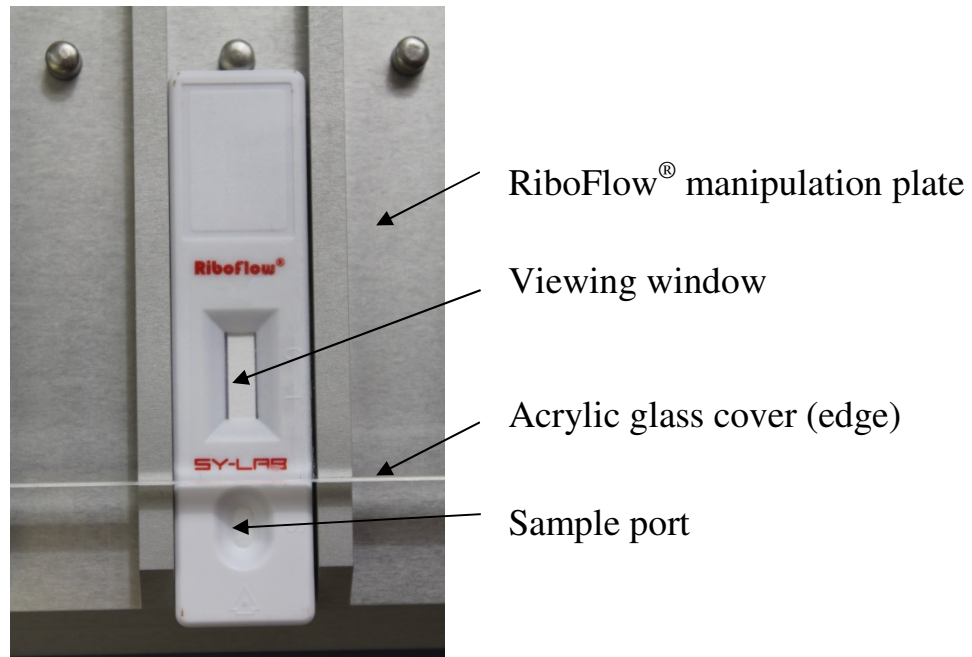 RiboFlow® manipulation plate
Riboflow®
Viewing window
Acrylic glass cover (edge)
SY-LAB
Sample port